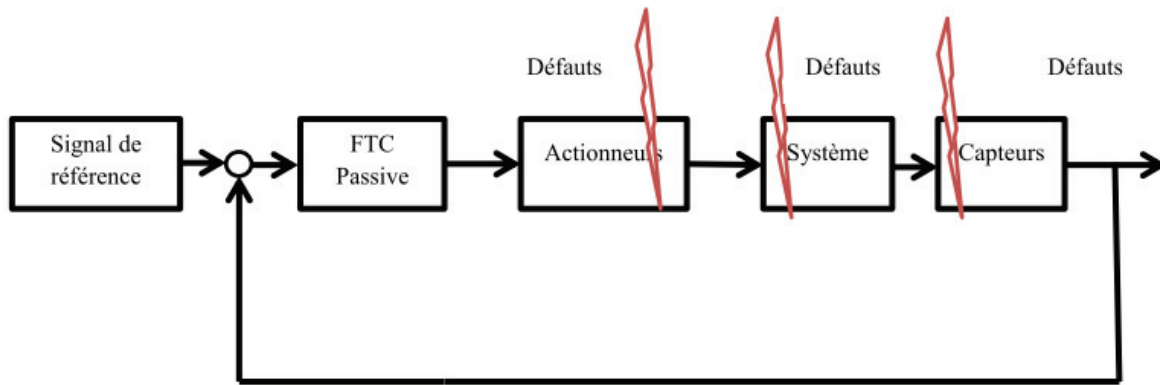 Défauts
Défauts
Défauts
Signal de
référence
FTC
Passive
Actionneurs
Système
Capteurs